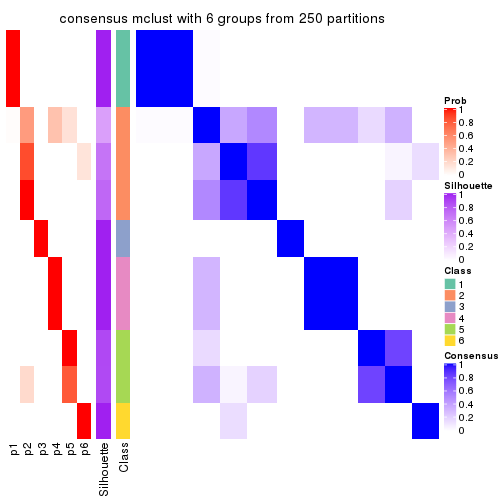 consensus mclust with 6 groups from 250 partitions
Prob
1
0.8
0.6
0.4
0.2
0
Silhouette
1
0.8
0.6
0.4
0.2
0
Class
1
2
3
4
5
6
Consensus
1
0.8
0.6
0.4
0.2
0
p1
p2
p3
p4
p5
p6
Silhouette
Class